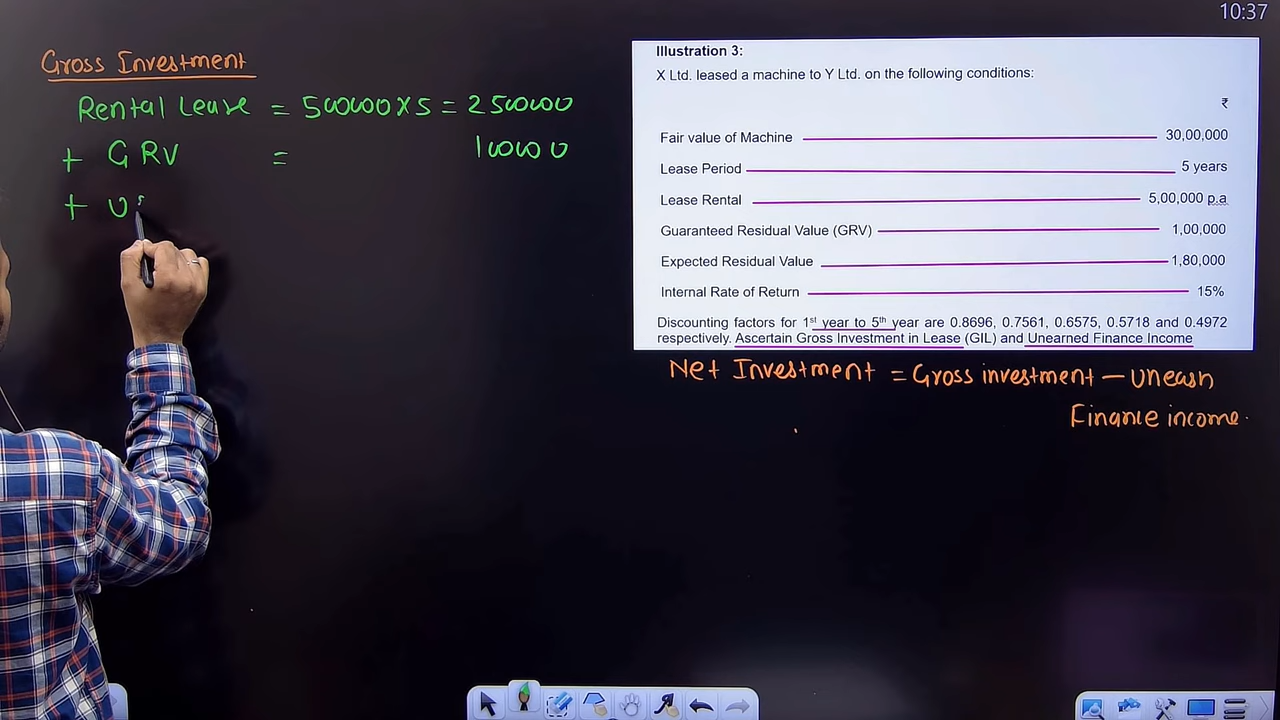 10:37
Gross Investment
Rental Lease = 500000 X 5 = 2500000
+ GRV = 100000
+ U
Illustration 3:
X Ltd. leased a machine to Y Ltd. on the following conditions:
₹
Fair value of Machine 30,00,000
Lease Period 5 years
Lease Rental 5,00,000 p.a
Guaranteed Residual Value (GRV) 1,00,000
Expected Residual Value 1,80,000
Internal Rate of Return 15%
Discounting factors for 1st year to 5th year are 0.8696, 0.7561, 0.6575, 0.5718 and 0.4972
respectively. Ascertain Gross Investment in Lease (GIL) and Unearned Finance Income
Net Investment = Gross investment – unearn
Finance income.